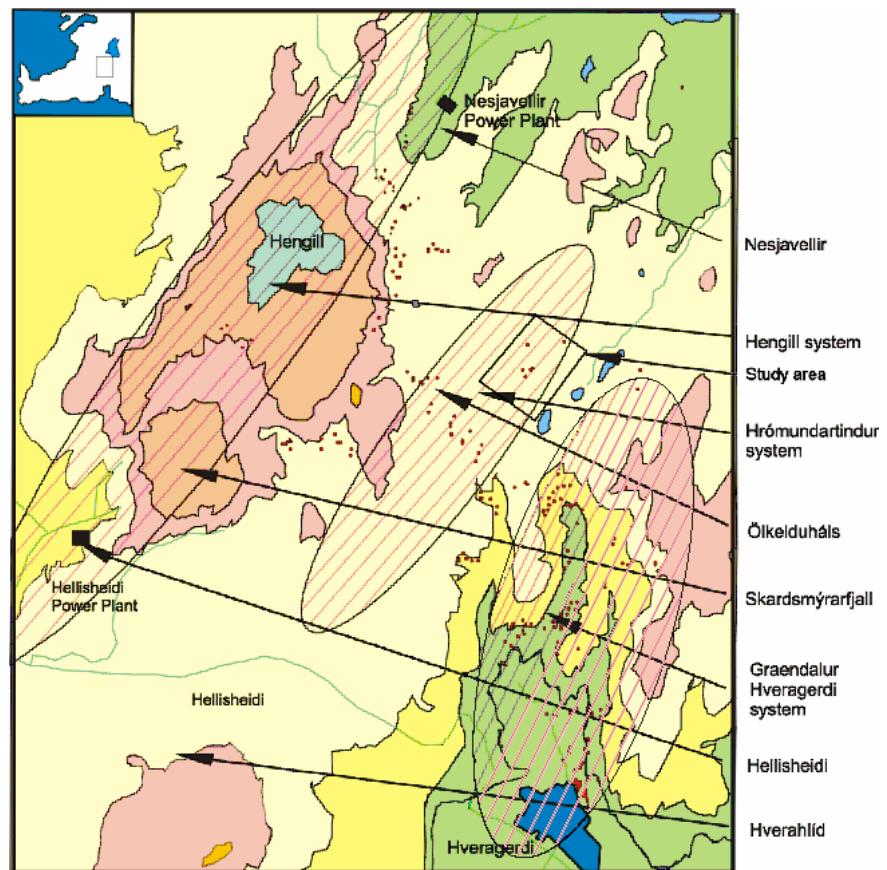 Nesjavellir
Power Plant
Hengill
Hellisheidi
Power Plant
Hellisheidi
Hveragerdi
Nesjavellir
Hengill system
Study area
Hrómundartindur
system
Ölkelduháls
Skardsmýrarfjall
Graendalur
Hveragerdi
system
Hellisheidi
Hverahlíd